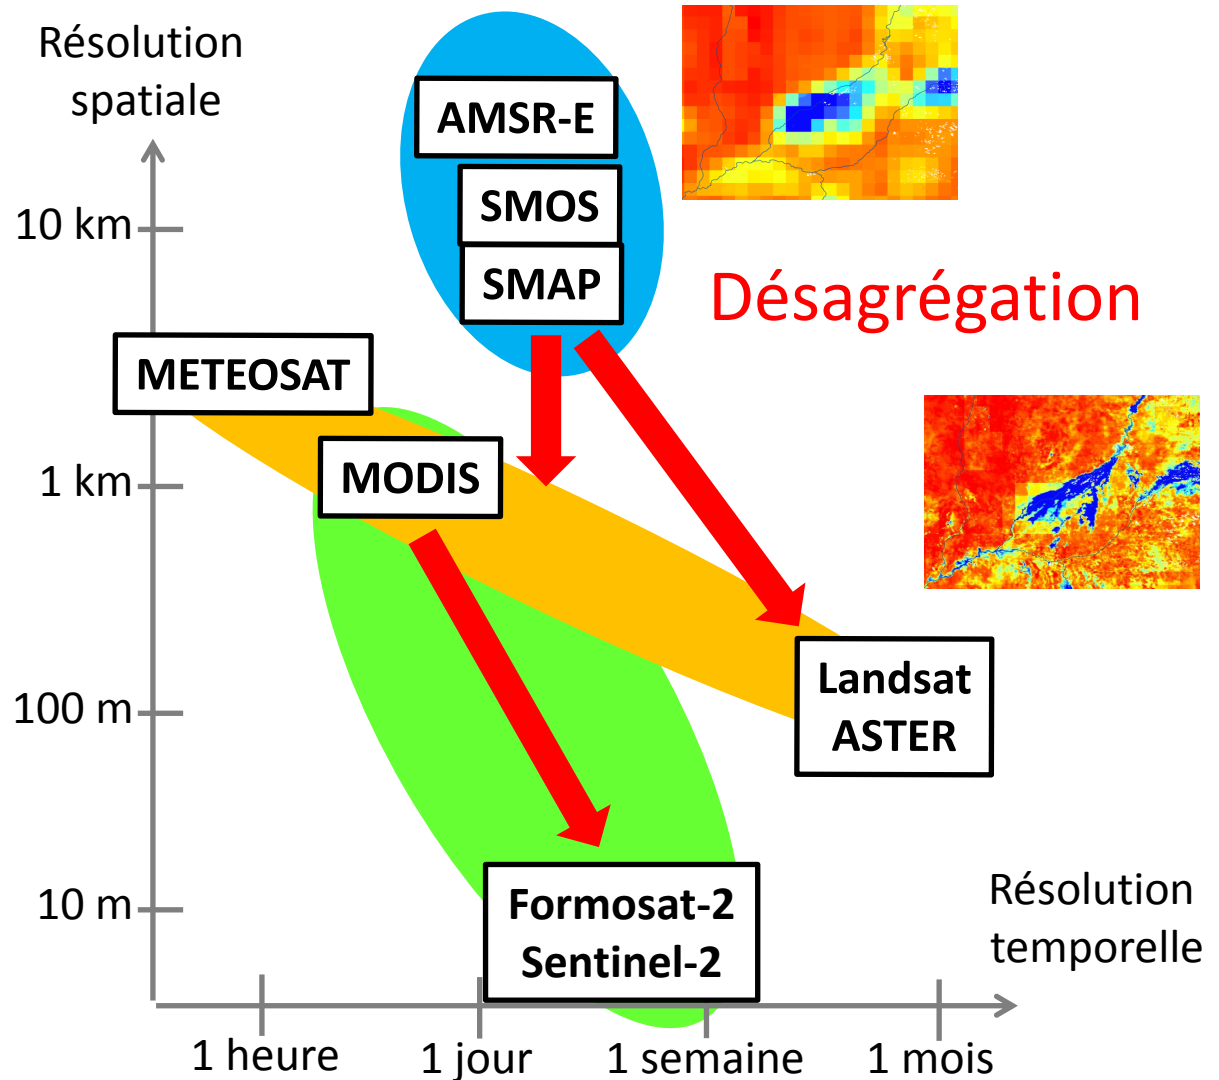 Résolution
spatiale
AMSR-E
SMOS
10 km
SMAP
Désagrégation
METEOSAT
MODIS
1 km
Landsat
ASTER
100 m
Formosat-2
Sentinel-2
10 m
Résolution
temporelle
1 heure
1 jour
1 semaine
1 mois